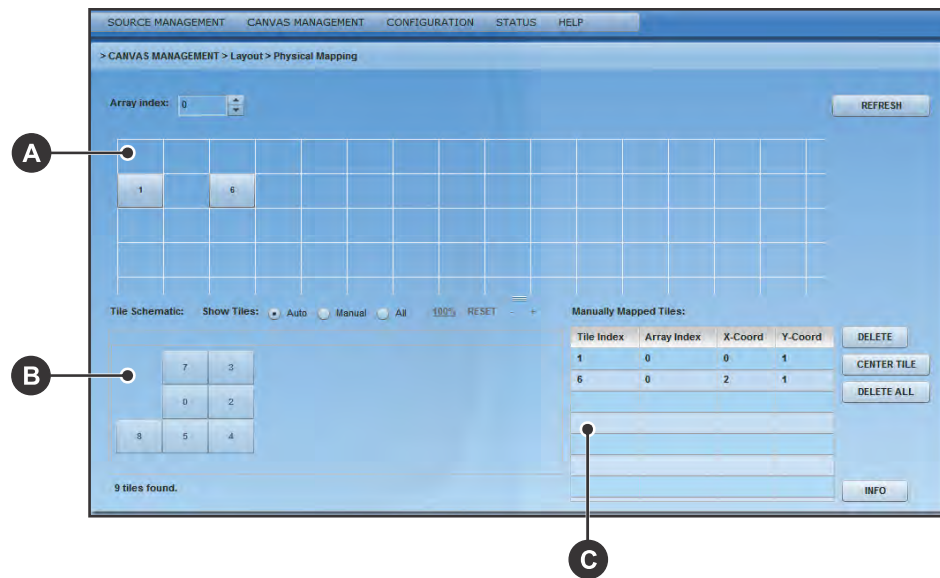 SOURCE MANAGEMENT CANVAS MANAGEMENT CONFIGURATION STATUS HELP
> CANVAS MANAGEMENT > Layout > Physical Mapping
Array index: 0
REFRESH
A
1 6
Tile Schematic: Show Tiles: Auto Manual All 100% RESET - +
Manually Mapped Tiles:
Tile Index Array Index X-Coord Y-Coord
DELETE
1 0 0 1
CENTER TILE
6 0 2 1
DELETE ALL
B
7 3
0 2
8 5 4
9 tiles found.
INFO
C